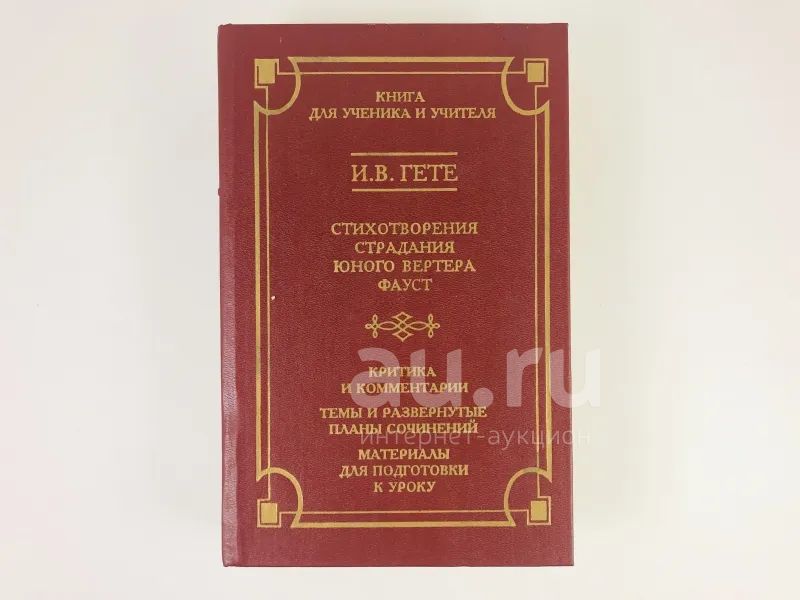 КНИГА
ДЛЯ УЧЕНИКА И УЧИТЕЛЯ
И.В. ГЕТЕ
СТИХОТВОРЕНИЯ
СТРАДАНИЯ
ЮНОГО ВЕРТЕРА
ФАУСТ
au.ru
интернет-аукцион
КРИТИКА
И КОММЕНТАРИИ
ТЕМЫ И РАЗВЕРНУТЫЕ
ПЛАНЫ СОЧИНЕНИЙ
МАТЕРИАЛЫ
ДЛЯ ПОДГОТОВКИ
К УРОКУ